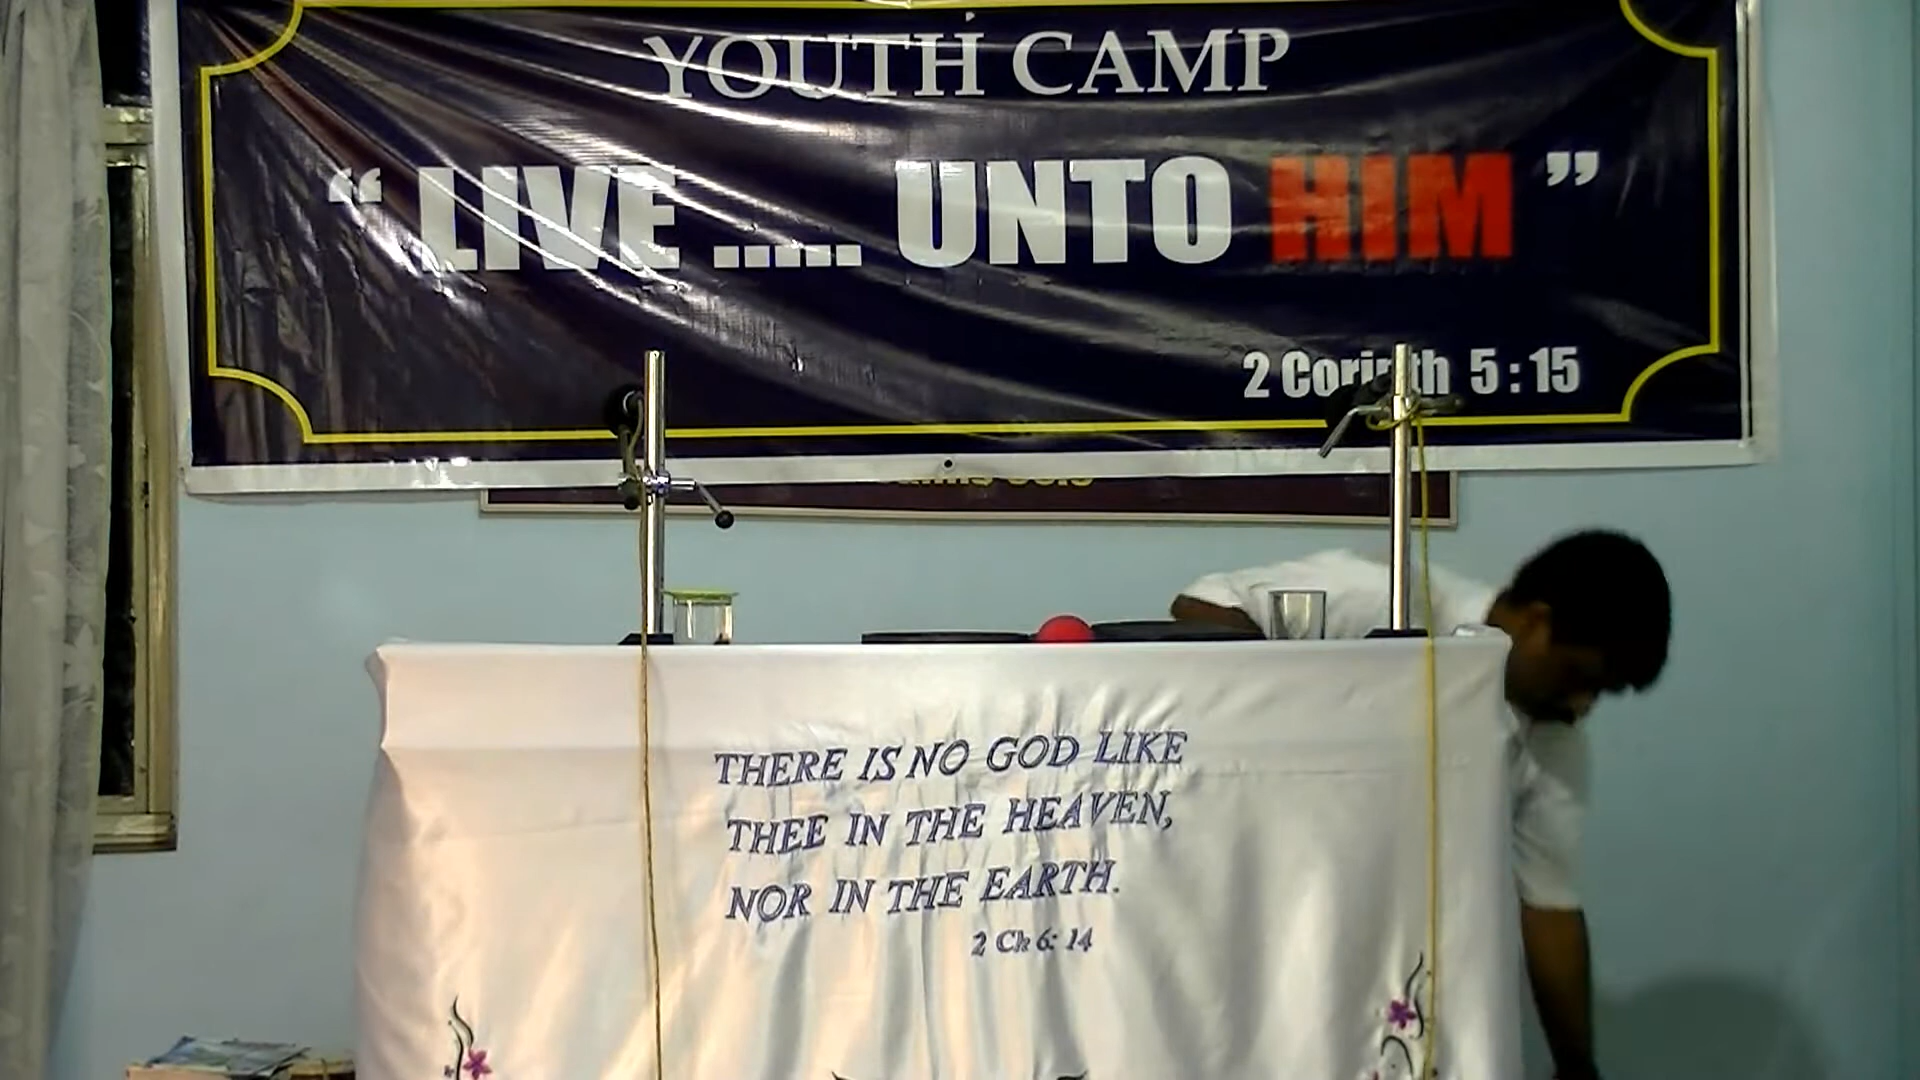 YOUTH CAMP
“ LIVE ..... UNTO HIM ”
2 Corinth 5 : 15
THERE IS NO GOD LIKE
THEE IN THE HEAVEN,
NOR IN THE EARTH.
2 Ch 6: 14